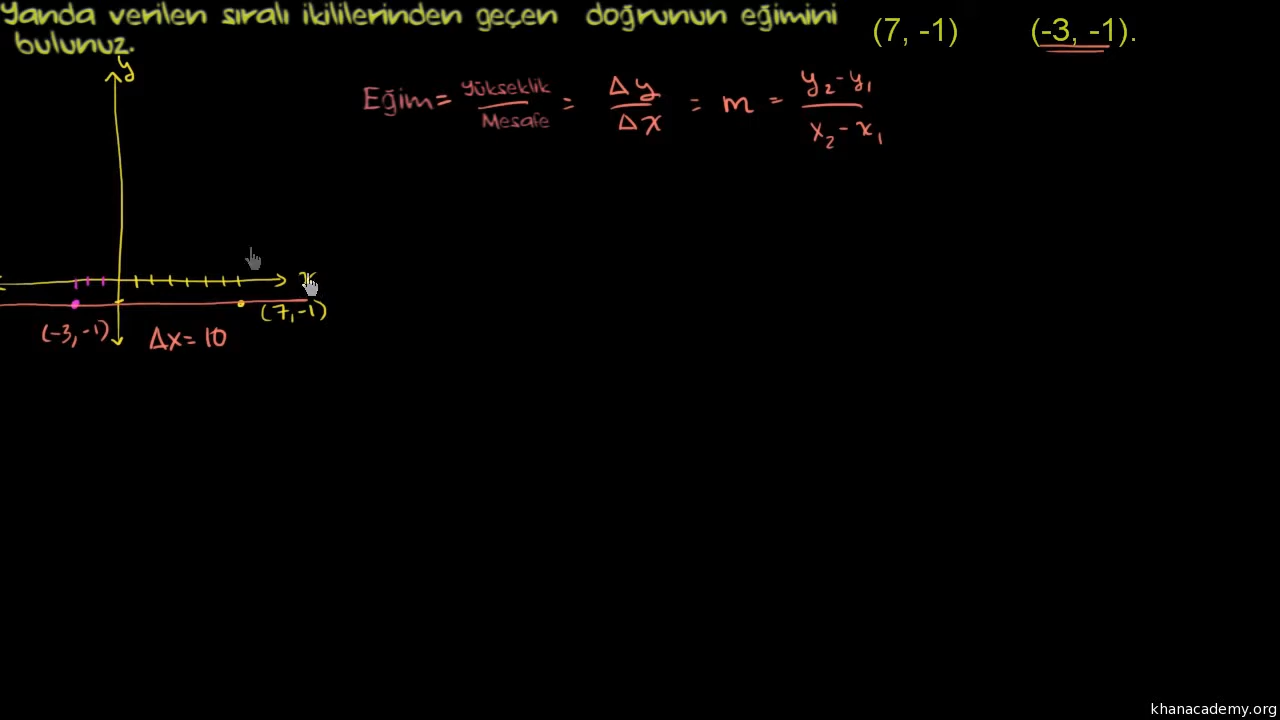 Yanda verilen sıralı ikililerinden geçen doğrunun eğimini (7, -1) (-3, -1).
bulunuz.
y
Eğim = Yükseklik / Mesafe = Δy / Δx = m = y₂ - y₁ / x₂ - x₁
x
(7, -1)
(-3, -1) Δx = 10
khanacademy.org